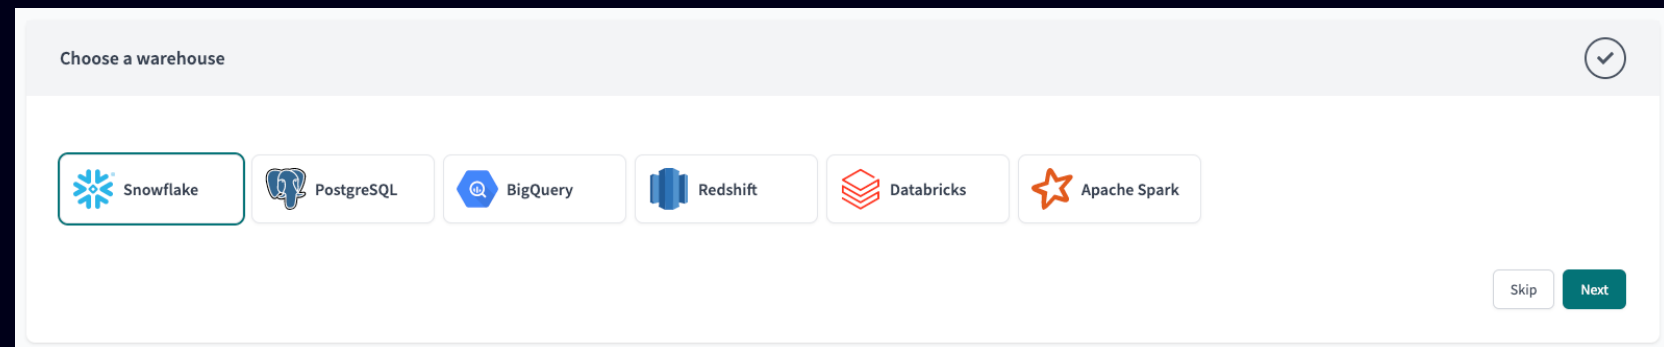 Choose a warehouse
Snowflake PostgreSQL BigQuery Redshift Databricks Apache Spark
Skip Next